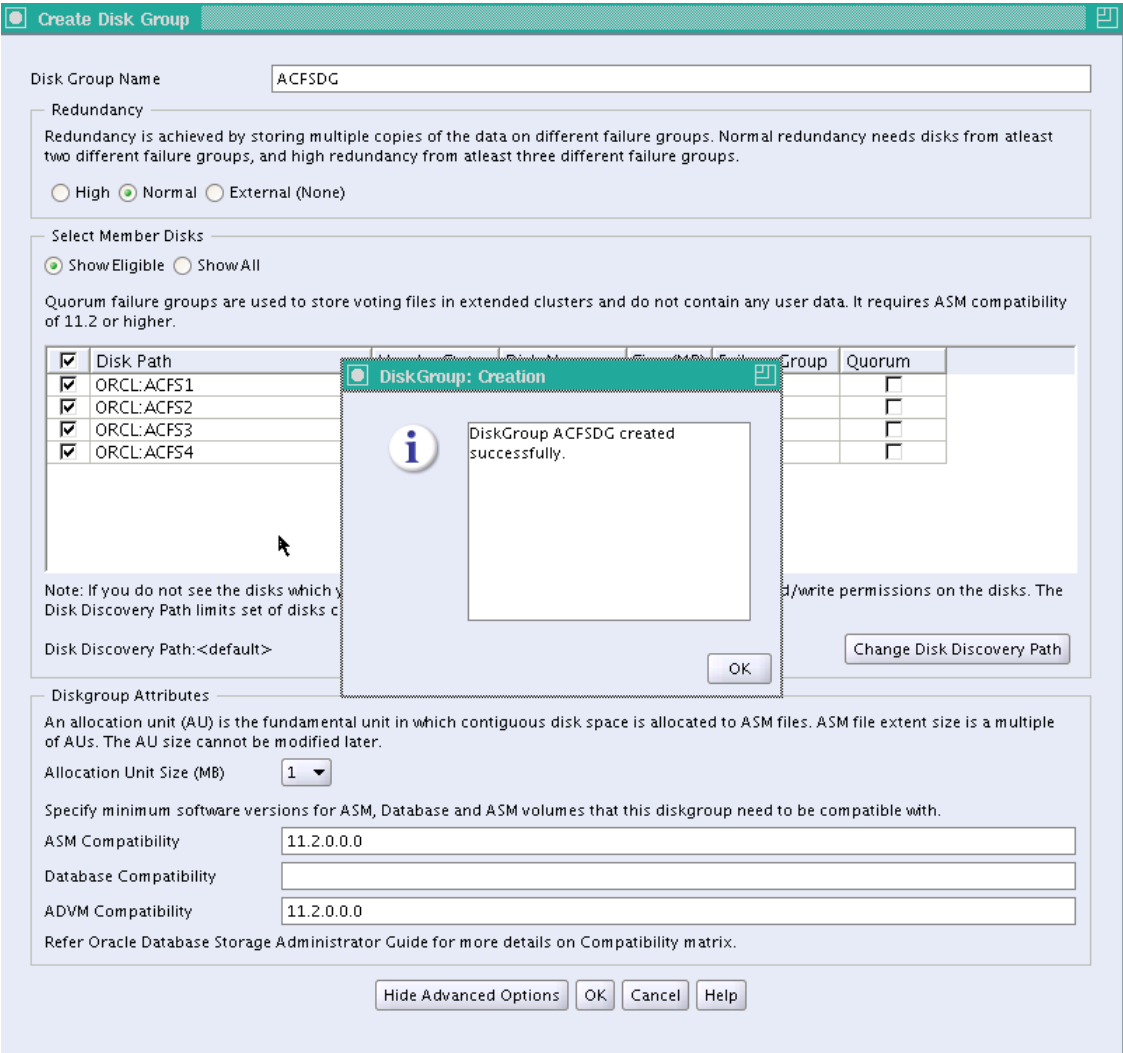 Create Disk Group
Disk Group Name
ACFSDG
Redundancy
Redundancy is achieved by storing multiple copies of the data on different failure groups. Normal redundancy needs disks from atleast
two different failure groups, and high redundancy from atleast three different failure groups.
High Normal External (None)
Select Member Disks
Show Eligible Show All
Quorum failure groups are used to store voting files in extended clusters and do not contain any user data. It requires ASM compatibility
of 11.2 or higher.
Disk Path Group Quorum
ORCL:ACFS1
ORCL:ACFS2
ORCL:ACFS3
ORCL:ACFS4
DiskGroup: Creation
DiskGroup ACFSDG created
successfully.
OK
Note: If you do not see the disks which /write permissions on the disks. The
Disk Discovery Path limits set of disks
Disk Discovery Path:<default>
Change Disk Discovery Path
Diskgroup Attributes
An allocation unit (AU) is the fundamental unit in which contiguous disk space is allocated to ASM files. ASM file extent size is a multiple
of AUs. The AU size cannot be modified later.
Allocation Unit Size (MB) 1
Specify minimum software versions for ASM, Database and ASM volumes that this diskgroup need to be compatible with.
ASM Compatibility 11.2.0.0.0
Database Compatibility
ADVM Compatibility 11.2.0.0.0
Refer Oracle Database Storage Administrator Guide for more details on Compatibility matrix.
Hide Advanced Options OK Cancel Help